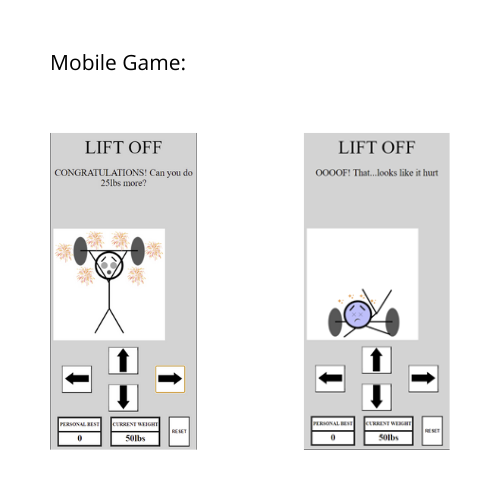 Mobile Game:
LIFT OFF
CONGRATULATIONS! Can you do
25lbs more?
PERSONAL BEST
CURRENT WEIGHT
0
50lbs
RESET
LIFT OFF
OOOOF! That...looks like it hurt
PERSONAL BEST
CURRENT WEIGHT
0
50lbs
RESET